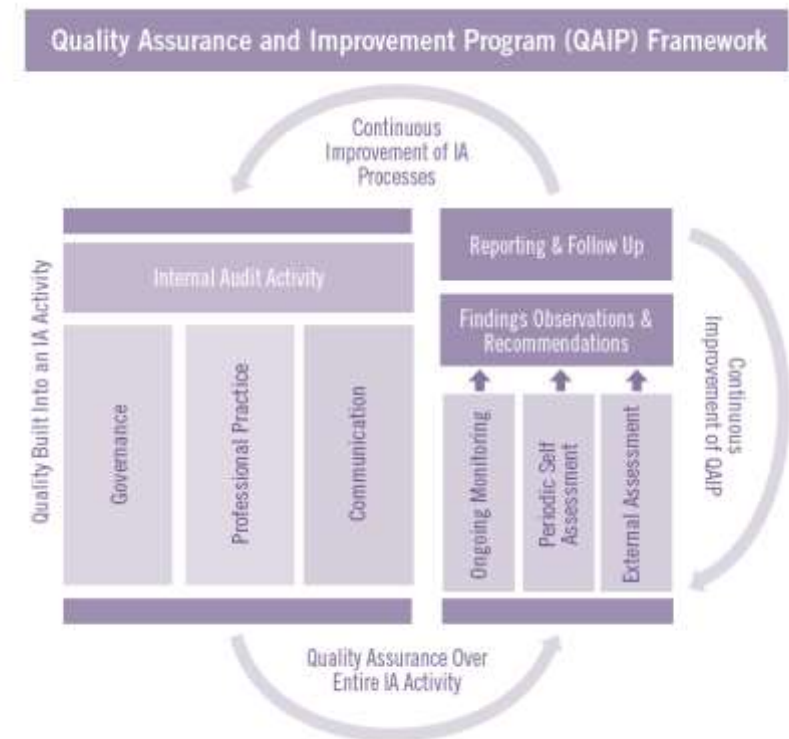 Quality Assurance and Improvement Program (QAIP) Framework
Continuous
Improvement of IA
Processes
Quality Built Into an IA Activity
Internal Audit Activity
Governance
Professional Practice
Communication
Reporting & Follow Up
Findings Observations &
Recommendations
Ongoing Monitoring
Periodic Self
Assessment
External Assessment
Continuous
Improvement of QAIP
Quality Assurance Over
Entire IA Activity